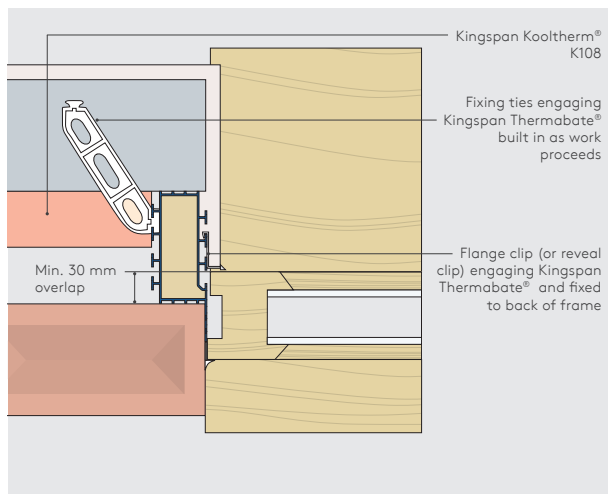 Kingspan Kooltherm®
K108
Fixing ties engaging
Kingspan Thermabate®
built in as work
proceeds
Flange clip (or reveal
clip) engaging Kingspan
Thermabate® and fixed
to back of frame
Min. 30 mm
overlap